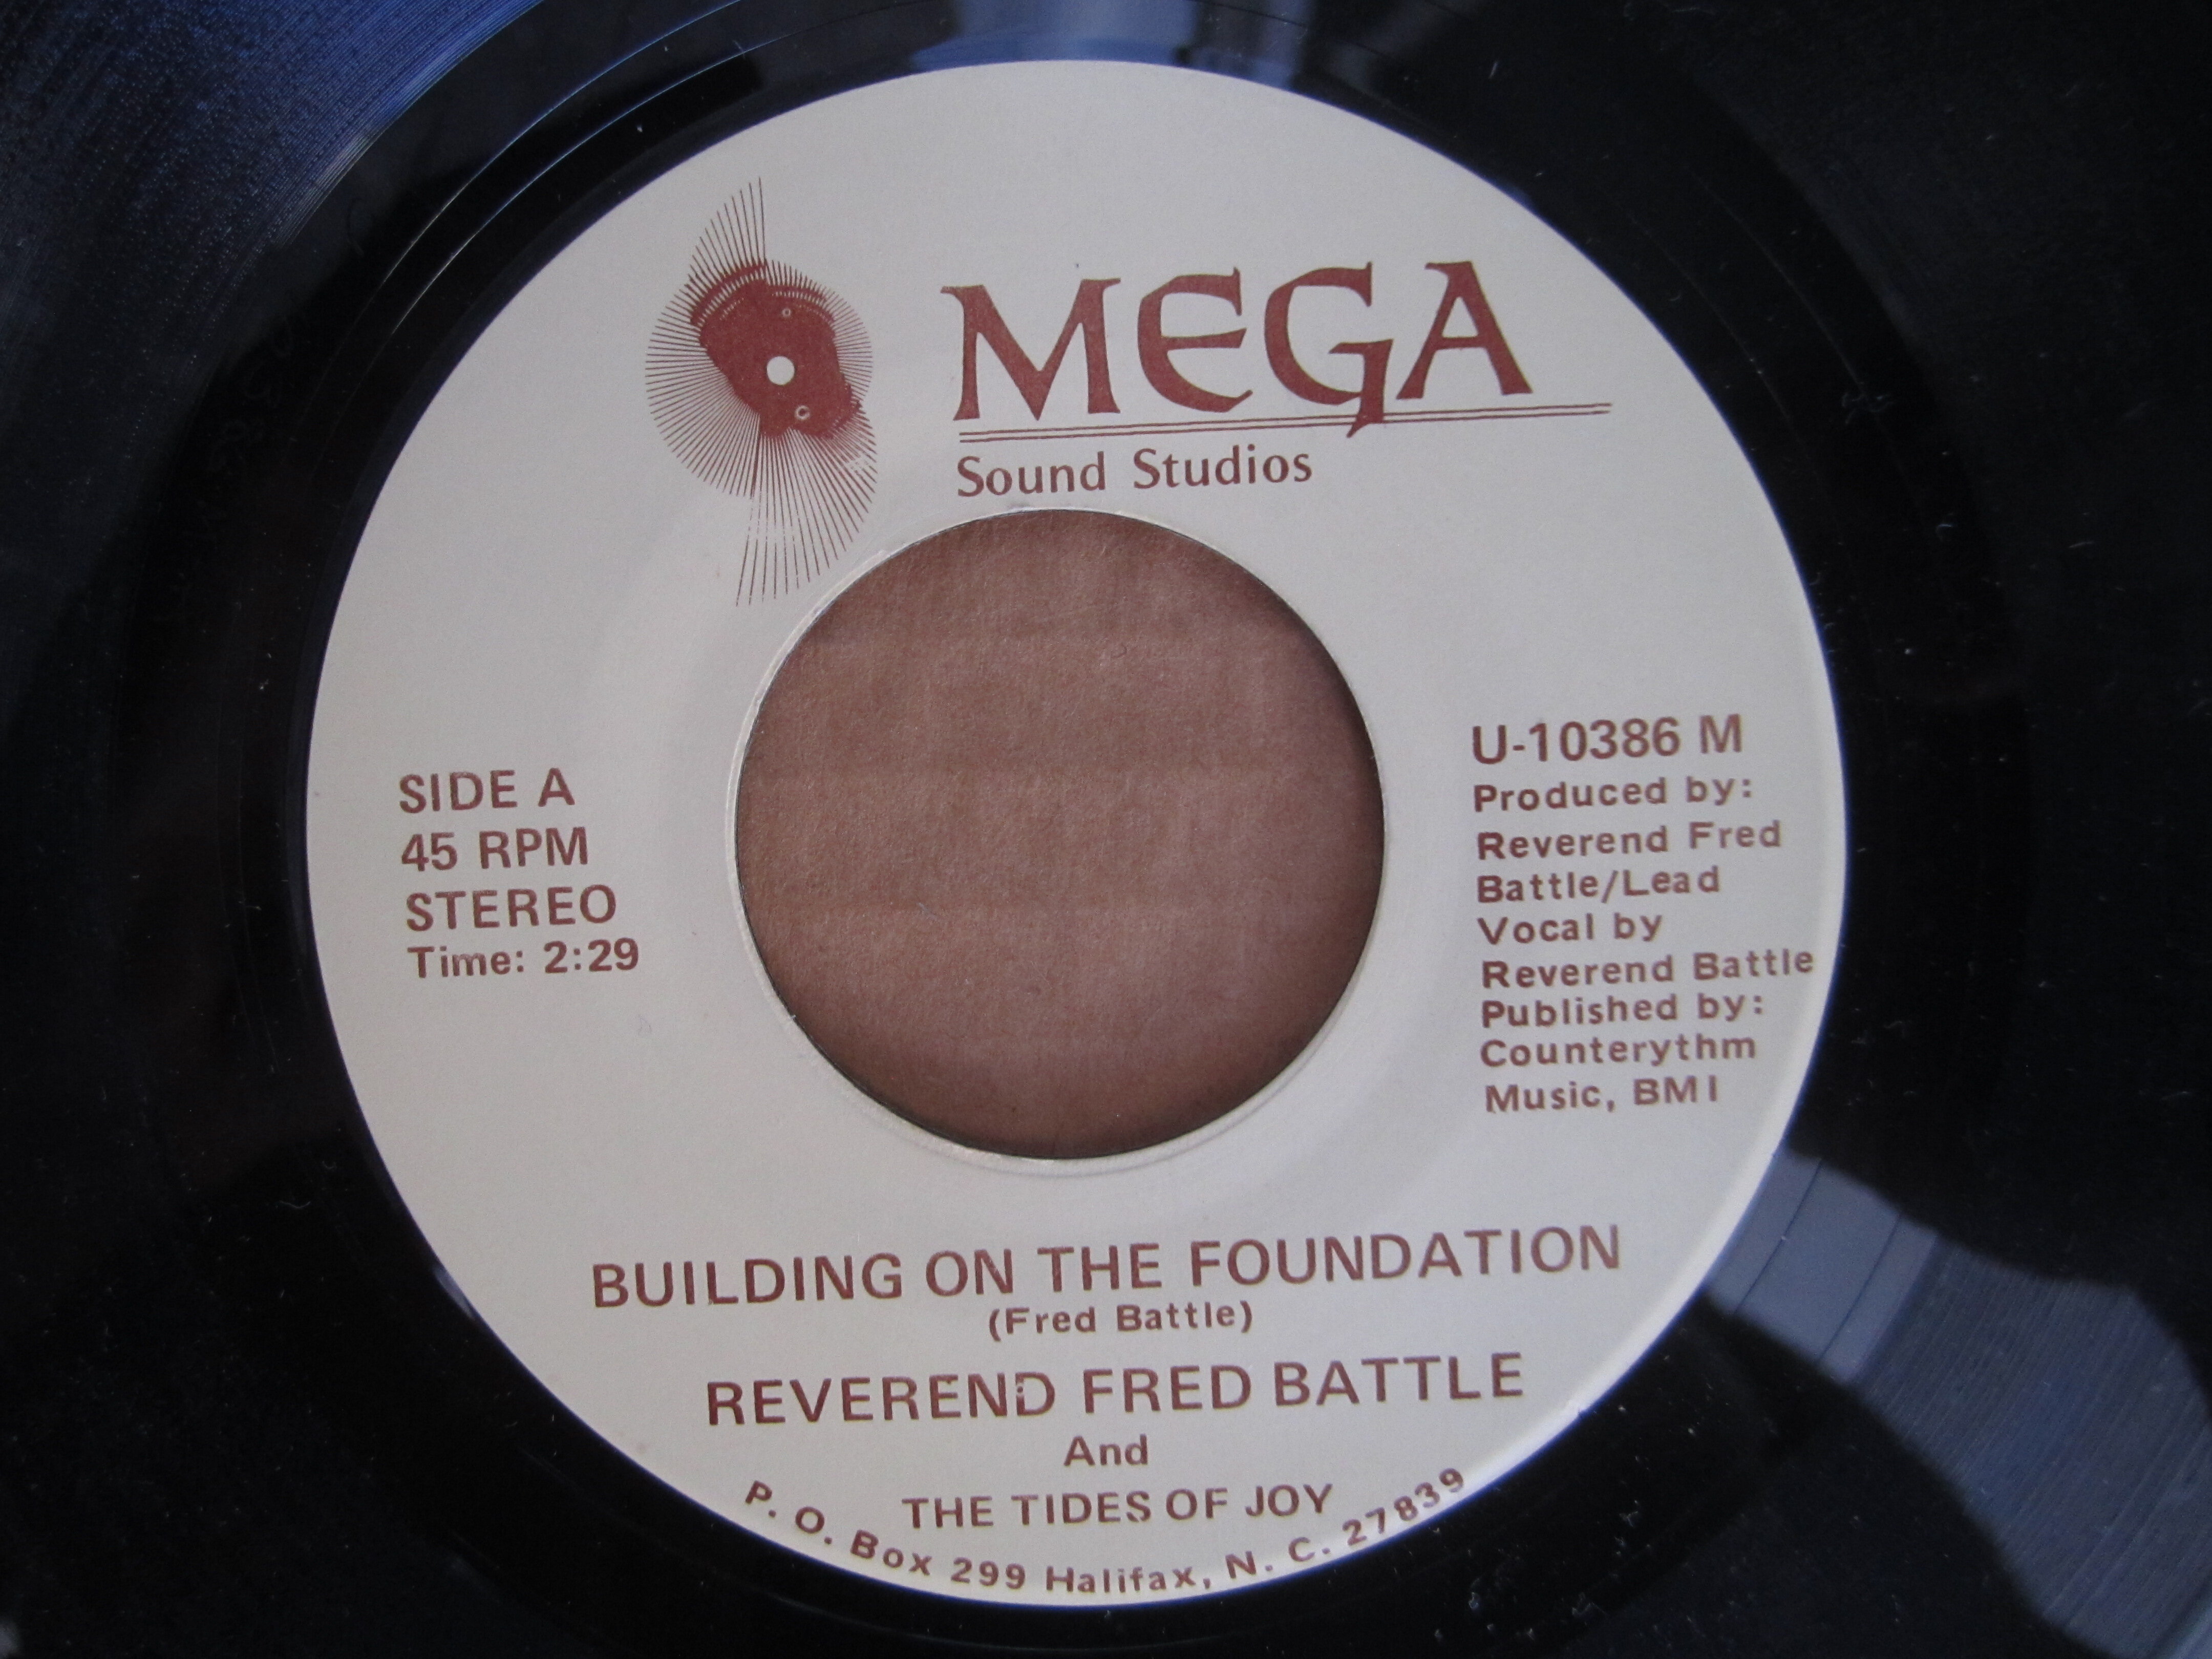 MEGA
Sound Studios
SIDE A
45 RPM
STEREO
Time: 2:29
U-10386 M
Produced by:
Reverend Fred
Battle/Lead
Vocal by
Reverend Battle
Published by:
Counterythm
Music, BMI
BUILDING ON THE FOUNDATION
(Fred Battle)
REVEREND FRED BATTLE
And
THE TIDES OF JOY
P. O. Box 299 Halifax, N. C. 27839